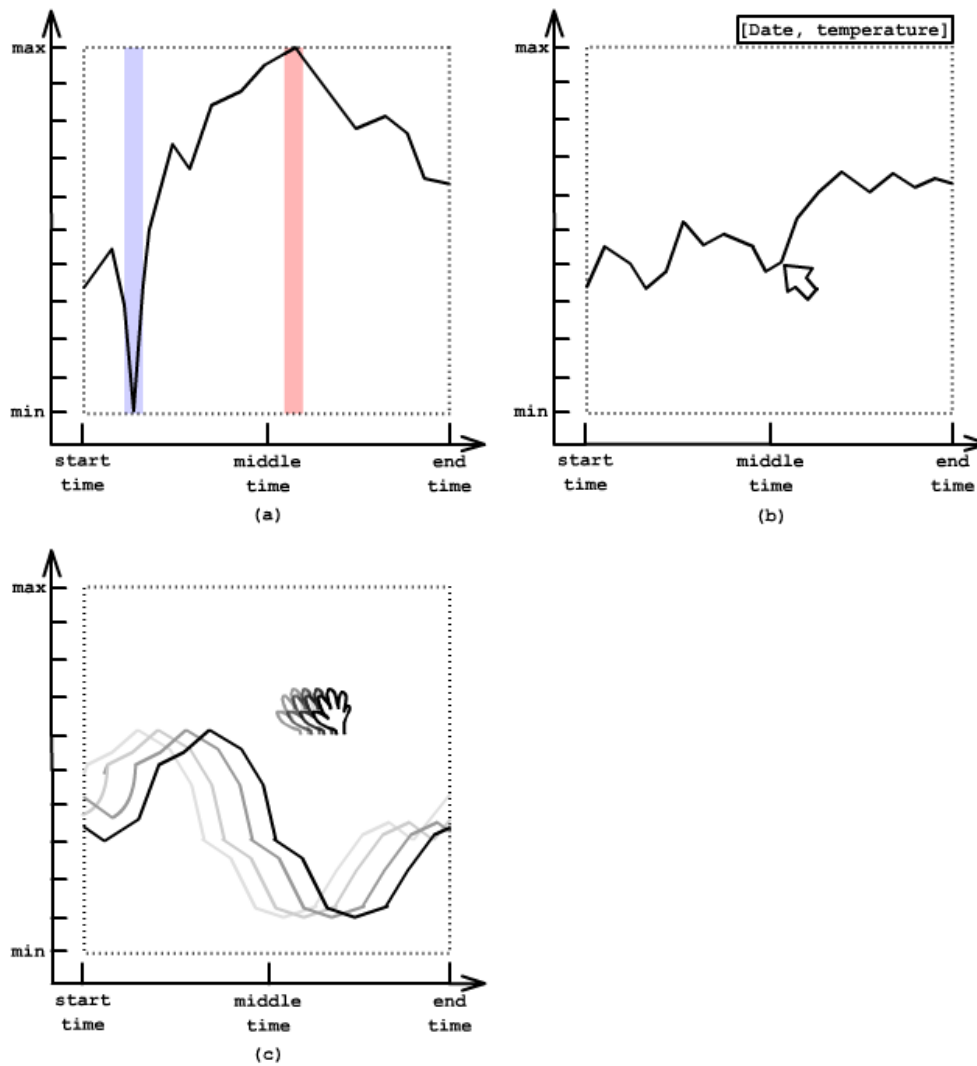 max
min
start middle end
time time time
(a)
[Date, temperature]
max
min
start middle end
time time time
(b)
max
min
start middle end
time time time
(c)